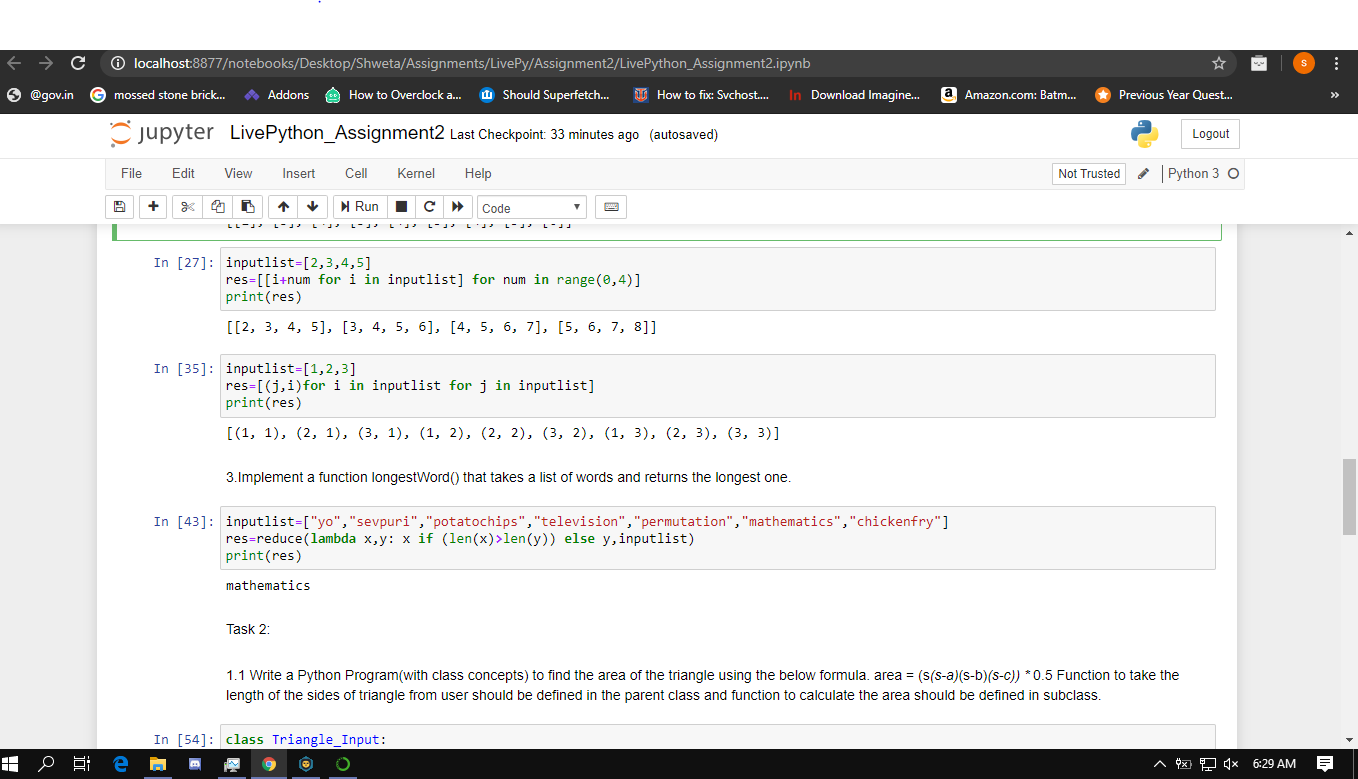 localhost:8877/notebooks/Desktop/Shweta/Assignments/LivePy/Assignment2/LivePython_Assignment2.ipynb
S
@gov.in mossed stone brick... Addons How to Overclock a... Should Superfetch... How to fix: Svchost.... In Download Imagine... a Amazon.com: Batm... Previous Year Quest... »
jupyter LivePython_Assignment2 Last Checkpoint: 33 minutes ago (autosaved) Logout
File Edit View Insert Cell Kernel Help Not Trusted Python 3
Run Code
In [27]: inputlist=[2,3,4,5]
res=[[i+num for i in inputlist] for num in range(0,4)]
print(res)
[[2, 3, 4, 5], [3, 4, 5, 6], [4, 5, 6, 7], [5, 6, 7, 8]]
In [35]: inputlist=[1,2,3]
res=[(j,i)for i in inputlist for j in inputlist]
print(res)
[(1, 1), (2, 1), (3, 1), (1, 2), (2, 2), (3, 2), (1, 3), (2, 3), (3, 3)]
3.Implement a function longestWord() that takes a list of words and returns the longest one.
In [43]: inputlist=["yo","sevpuri","potatochips","television","permutation","mathematics","chickenfry"]
res=reduce(lambda x,y: x if (len(x)>len(y)) else y,inputlist)
print(res)
mathematics
Task 2:
1.1 Write a Python Program(with class concepts) to find the area of the triangle using the below formula. area = (s(s-a)(s-b)(s-c)) * 0.5 Function to take the
length of the sides of triangle from user should be defined in the parent class and function to calculate the area should be defined in subclass.
In [54]: class Triangle_Input:
6:29 AM